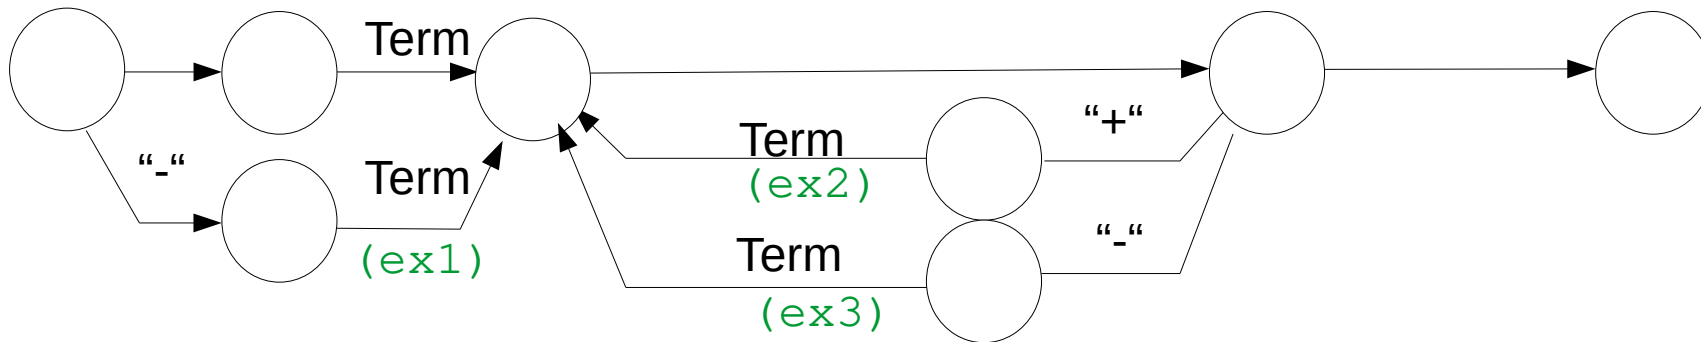 Term
“+“
Term
(ex2)
“-“
Term
(ex1)
“-“
Term
(ex3)